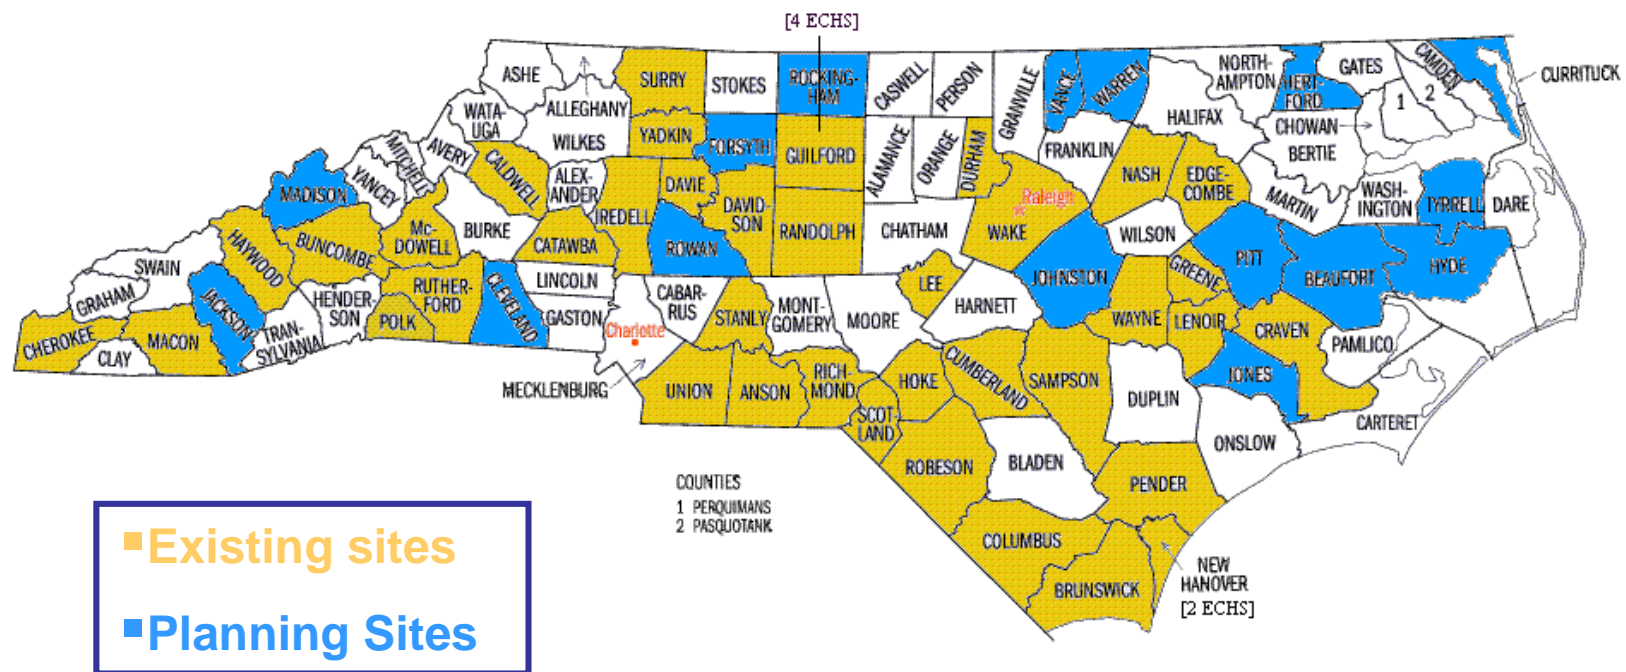 [4 ECHS]
ASHE
ALLEGHANY
SURRY
STOKES
ROCKING-
HAM
CASWELL
PERSON
GRANVILLE
VANCE
WARREN
NORTH-
AMPTON
HERT-
FORD
GATES
CAMDEN
CURRITUCK
WATA-
UGA
WILKES
YADKIN
FORSYTH
GUILFORD
ALAMANCE
ORANGE
DURHAM
FRANKLIN
HALIFAX
CHOWAN
1
2
BERTIE
MITCHELL
AVERY
CALDWELL
ALEX-
ANDER
IREDELL
DAVIE
DAVID-
SON
RANDOLPH
CHATHAM
WAKE
Raleigh
NASH
EDGE-
COMBE
MARTIN
WASH-
INGTON
TYRRELL
DARE
MADISON
YANCEY
Mc-
DOWELL
BURKE
CATAWBA
ROWAN
WILSON
PITT
BEAUFORT
HYDE
SWAIN
HAYWOOD
BUNCOMBE
RUTHER-
FORD
CLEVELAND
LINCOLN
CABAR-
RUS
STANLY
MONT-
GOMERY
MOORE
LEE
HARNETT
JOHNSTON
GREENE
GRAHAM
JACKSON
HENDER-
SON
POLK
GASTON
Charlotte
WAYNE
LENOIR
CRAVEN
PAMLICO
CHEROKEE
CLAY
MACON
TRAN-
SYLVANIA
MECKLENBURG
UNION
ANSON
RICH-
MOND
SCOT-
LAND
HOKE
CUMBERLAND
SAMPSON
DUPLIN
JONES
CARTERET
ONSLOW
ROBESON
BLADEN
PENDER
COLUMBUS
BRUNSWICK
NEW
HANOVER
[2 ECHS]
COUNTIES
1 PERQUIMANS
2 PASQUOTANK
Existing sites
Planning Sites